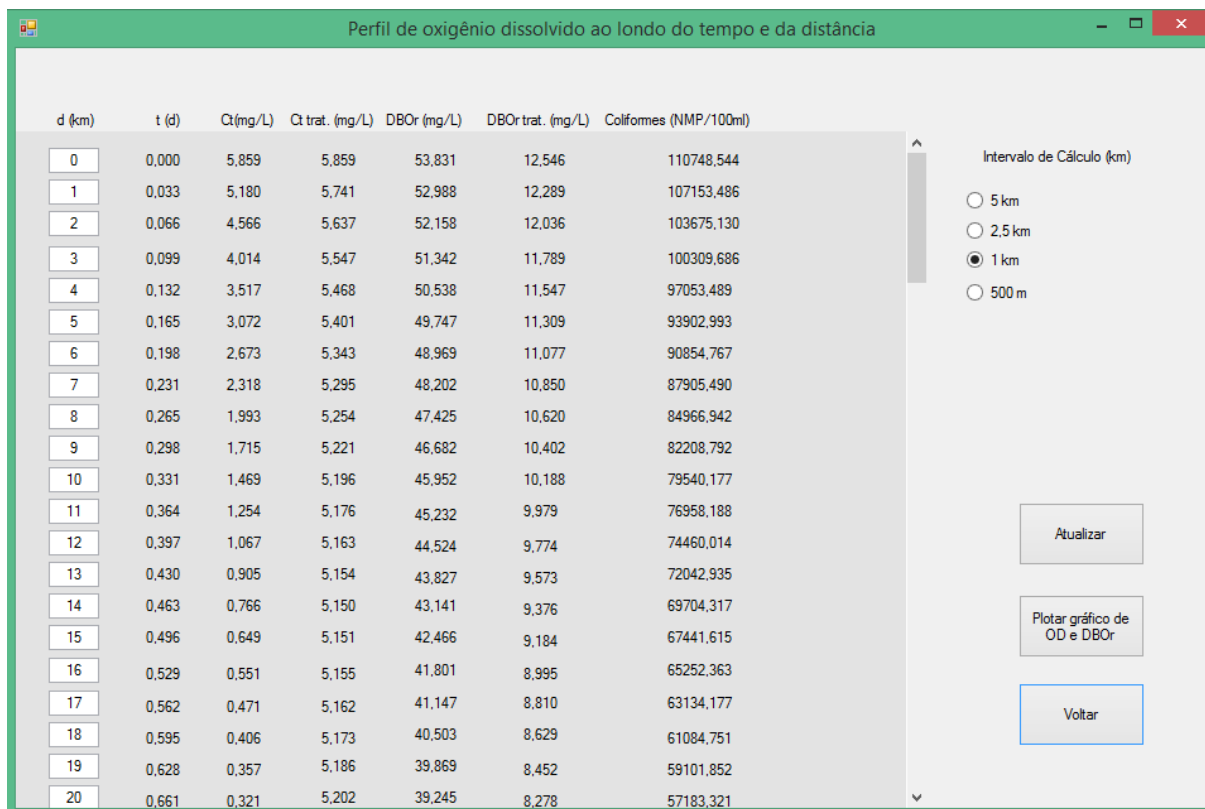 Perfil de oxigênio dissolvido ao londo do tempo e da distância
d (km) t (d) Ct(mg/L) Ct trat. (mg/L) DBOr (mg/L) DBOr trat. (mg/L) Coliformes (NMP/100ml)
0 0,000 5,859 5,859 53,831 12,546 110748,544
1 0,033 5,180 5,741 52,988 12,289 107153,486
2 0,066 4,566 5,637 52,158 12,036 103675,130
3 0,099 4,014 5,547 51,342 11,789 100309,686
4 0,132 3,517 5,468 50,538 11,547 97053,489
5 0,165 3,072 5,401 49,747 11,309 93902,993
6 0,198 2,673 5,343 48,969 11,077 90854,767
7 0,231 2,318 5,295 48,202 10,850 87905,490
8 0,265 1,993 5,254 47,425 10,620 84966,942
9 0,298 1,715 5,221 46,682 10,402 82208,792
10 0,331 1,469 5,196 45,952 10,188 79540,177
11 0,364 1,254 5,176 45,232 9,979 76958,188
12 0,397 1,067 5,163 44,524 9,774 74460,014
13 0,430 0,905 5,154 43,827 9,573 72042,935
14 0,463 0,766 5,150 43,141 9,376 69704,317
15 0,496 0,649 5,151 42,466 9,184 67441,615
16 0,529 0,551 5,155 41,801 8,995 65252,363
17 0,562 0,471 5,162 41,147 8,810 63134,177
18 0,595 0,406 5,173 40,503 8,629 61084,751
19 0,628 0,357 5,186 39,869 8,452 59101,852
20 0,661 0,321 5,202 39,245 8,278 57183,321
Intervalo de Cálculo (km)
5 km
2,5 km
1 km
500 m
Atualizar
Plotar gráfico de
OD e DBOr
Voltar